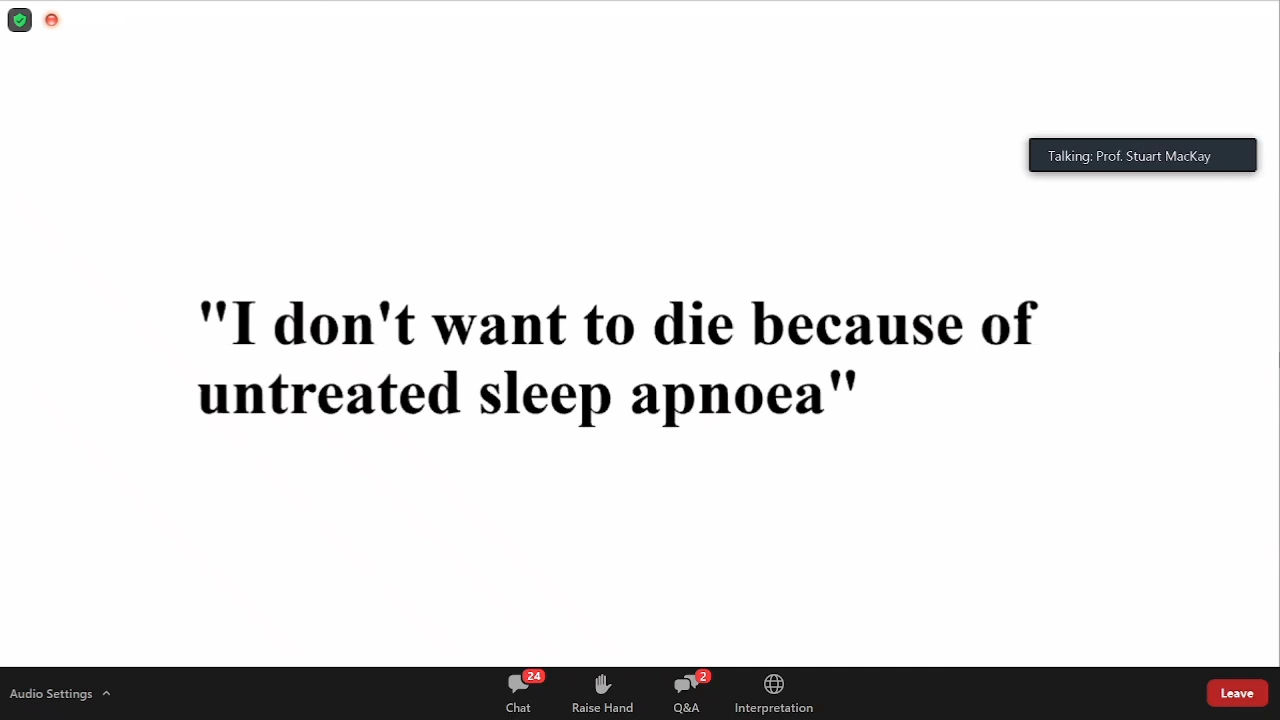 Talking: Prof. Stuart MacKay
"I don't want to die because of
untreated sleep apnoea"
24
2
Audio Settings
Chat
Raise Hand
Q&A
Interpretation
Leave